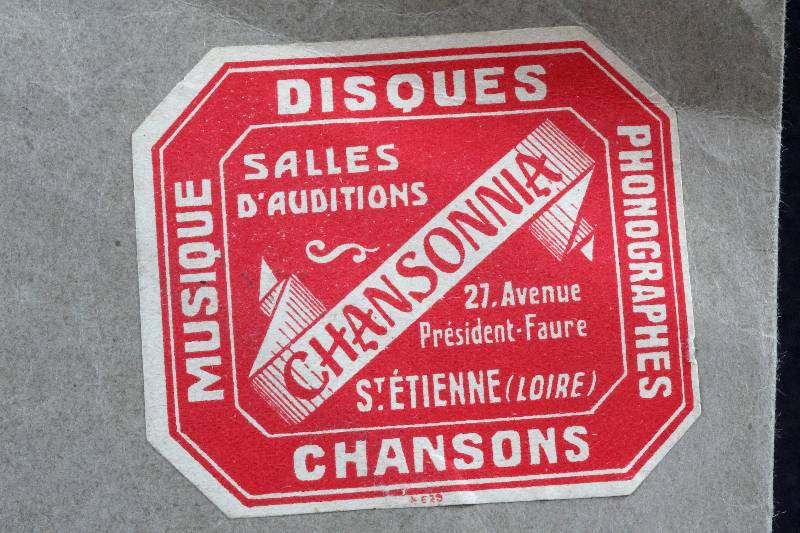 DISQUES
SALLES
D'AUDITIONS
CHANSONNIA
27, Avenue
Président-Faure
ST ÉTIENNE (LOIRE)
MUSIQUE
PHONOGRAPHES
CHANSONS